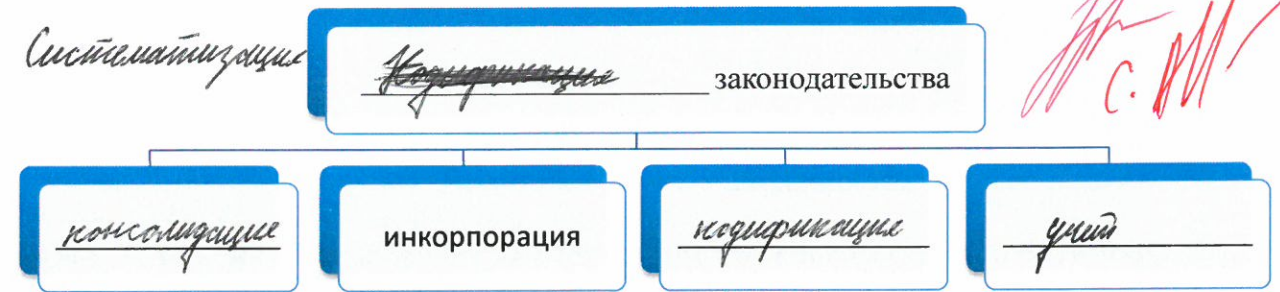 Систематизация
Кодификация законодательства
консолидация
инкорпорация
кодификация
учёт